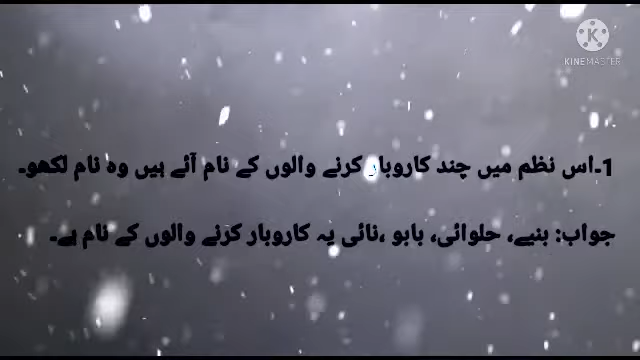 KINEMASTER
1۔اس نظم میں چند کاروبار کرنے والوں کے نام آئے ہیں وہ نام لکھو۔
جواب: بنیے، حلوائی، بابو ،نائی یہ کاروبار کرنے والوں کے نام ہے۔